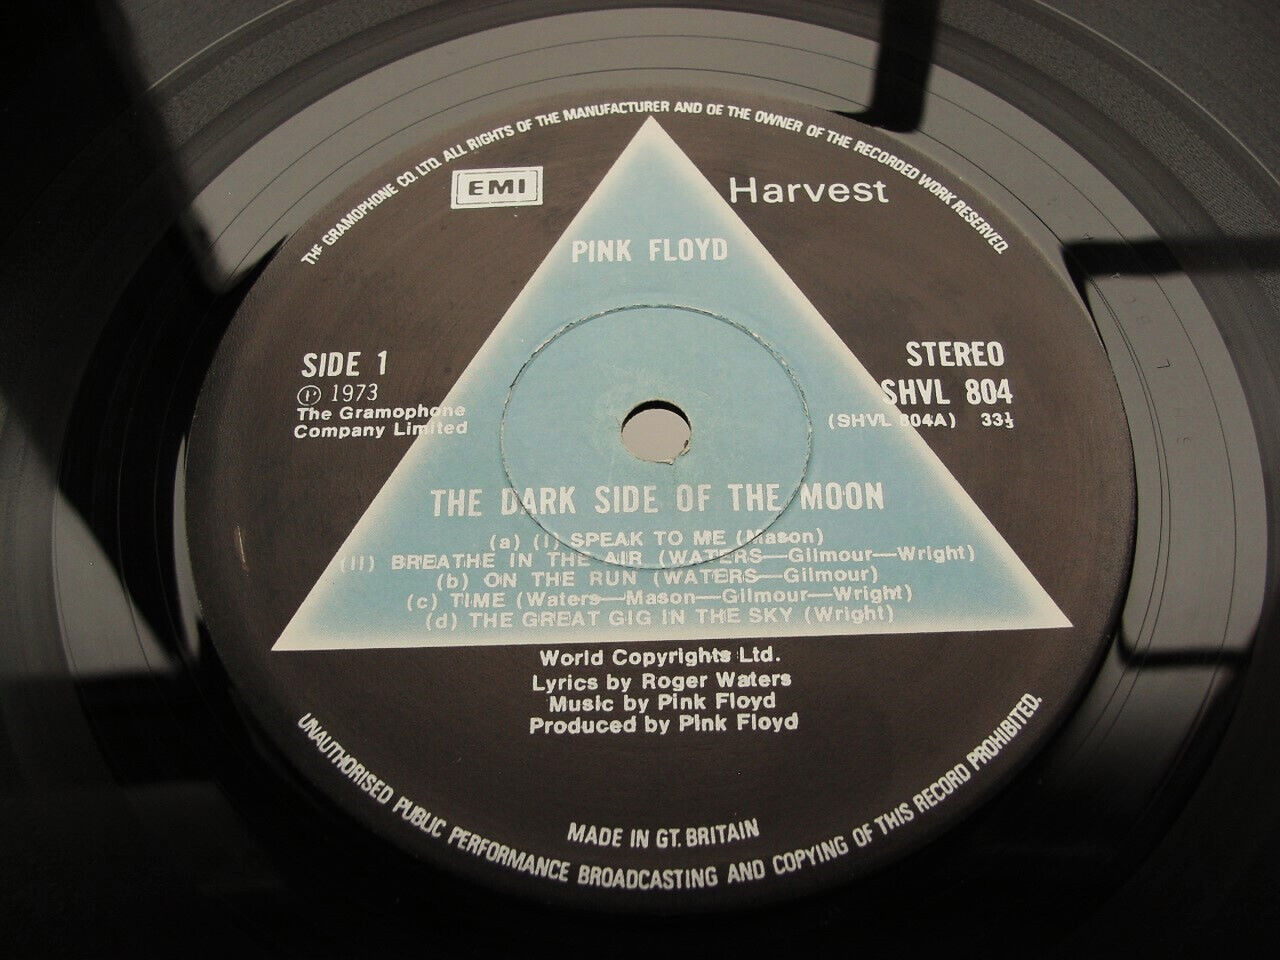 THE GRAMOPHONE CO. LTD. ALL RIGHTS OF THE MANUFACTURER AND OF THE OWNER OF THE RECORDED WORK RESERVED.
EMI
Harvest
PINK FLOYD
SIDE 1
STEREO
Ⓟ 1973
SHVL 804
The Gramophone
(SHVL 804A) 33⅓
Company Limited
THE DARK SIDE OF THE MOON
(a) (i) SPEAK TO ME (Mason)
(ii) BREATHE IN THE AIR (WATERS—Gilmour—Wright)
(b) ON THE RUN (WATERS—Gilmour)
(c) TIME (Waters—Mason—Gilmour—Wright)
(d) THE GREAT GIG IN THE SKY (Wright)
World Copyrights Ltd.
Lyrics by Roger Waters
Music by Pink Floyd
Produced by Pink Floyd
MADE IN GT. BRITAIN
UNAUTHORISED PUBLIC PERFORMANCE BROADCASTING AND COPYING OF THIS RECORD PROHIBITED.